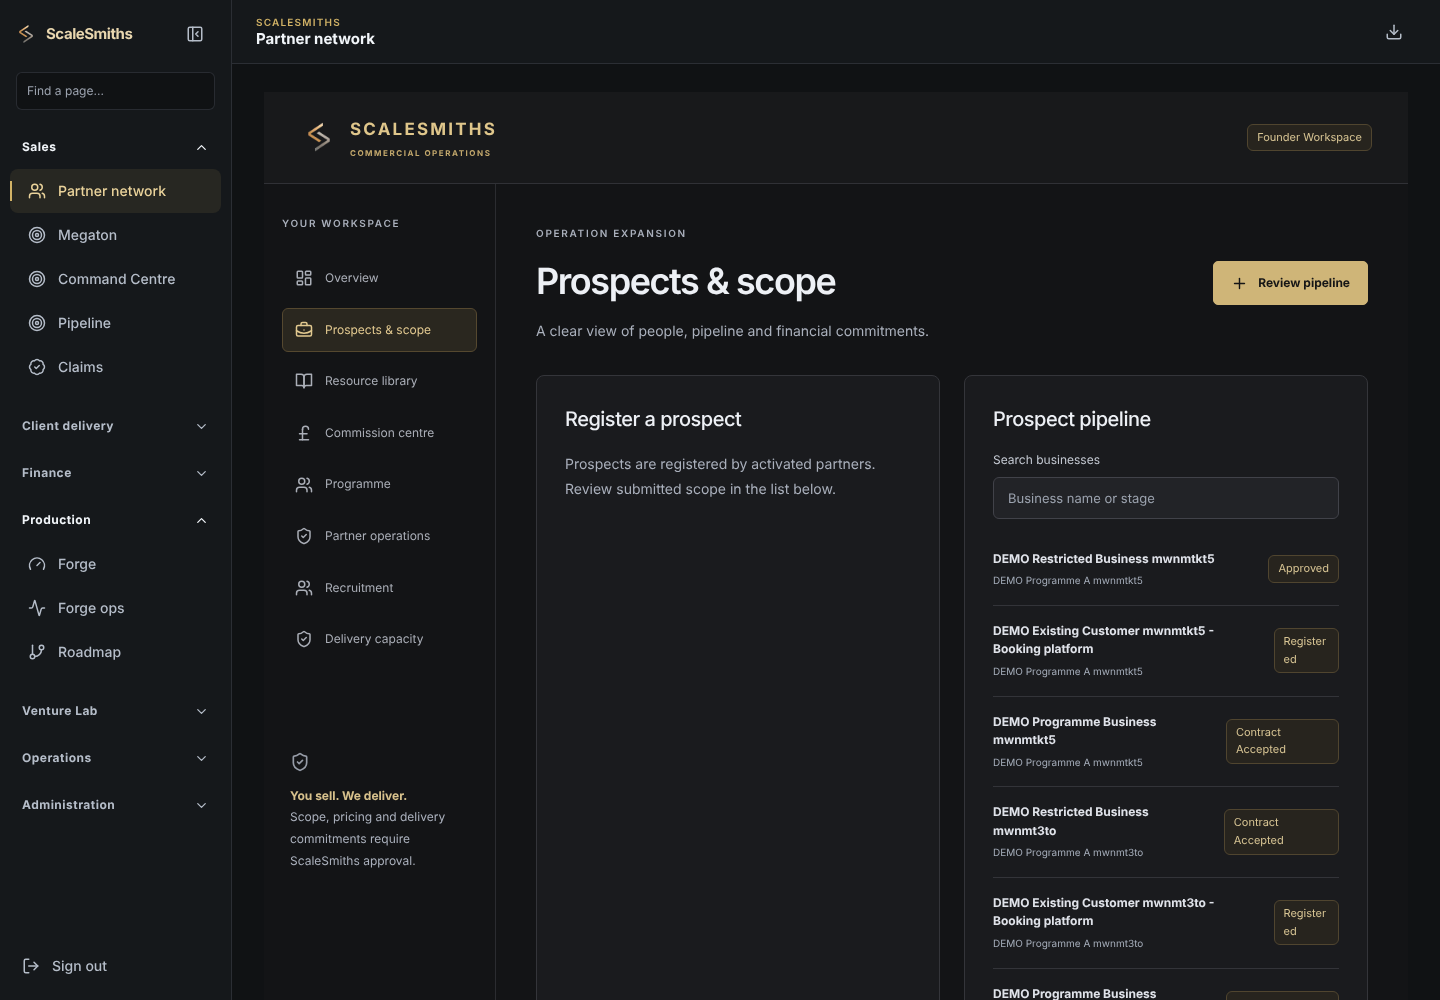 ScaleSmiths
Find a page...
Sales
Partner network
Megaton
Command Centre
Pipeline
Claims
Client delivery
Finance
Production
Forge
Forge ops
Roadmap
Venture Lab
Operations
Administration
Sign out
SCALESMITHS
Partner network
SCALESMITHS
COMMERCIAL OPERATIONS
Founder Workspace
YOUR WORKSPACE
Overview
Prospects & scope
Resource library
Commission centre
Programme
Partner operations
Recruitment
Delivery capacity
You sell. We deliver.
Scope, pricing and delivery
commitments require
ScaleSmiths approval.
OPERATION EXPANSION
Prospects & scope
Review pipeline
A clear view of people, pipeline and financial commitments.
Register a prospect
Prospects are registered by activated partners.
Review submitted scope in the list below.
Prospect pipeline
Search businesses
Business name or stage
DEMO Restricted Business mwnmtkt5
DEMO Programme A mwnmtkt5
Approved
DEMO Existing Customer mwnmtkt5 -
Booking platform
DEMO Programme A mwnmtkt5
Register
ed
DEMO Programme Business
mwnmtkt5
DEMO Programme A mwnmtkt5
Contract
Accepted
DEMO Restricted Business
mwnmt3to
DEMO Programme A mwnmt3to
Contract
Accepted
DEMO Existing Customer mwnmt3to -
Booking platform
DEMO Programme A mwnmt3to
Register
ed
DEMO Programme Business